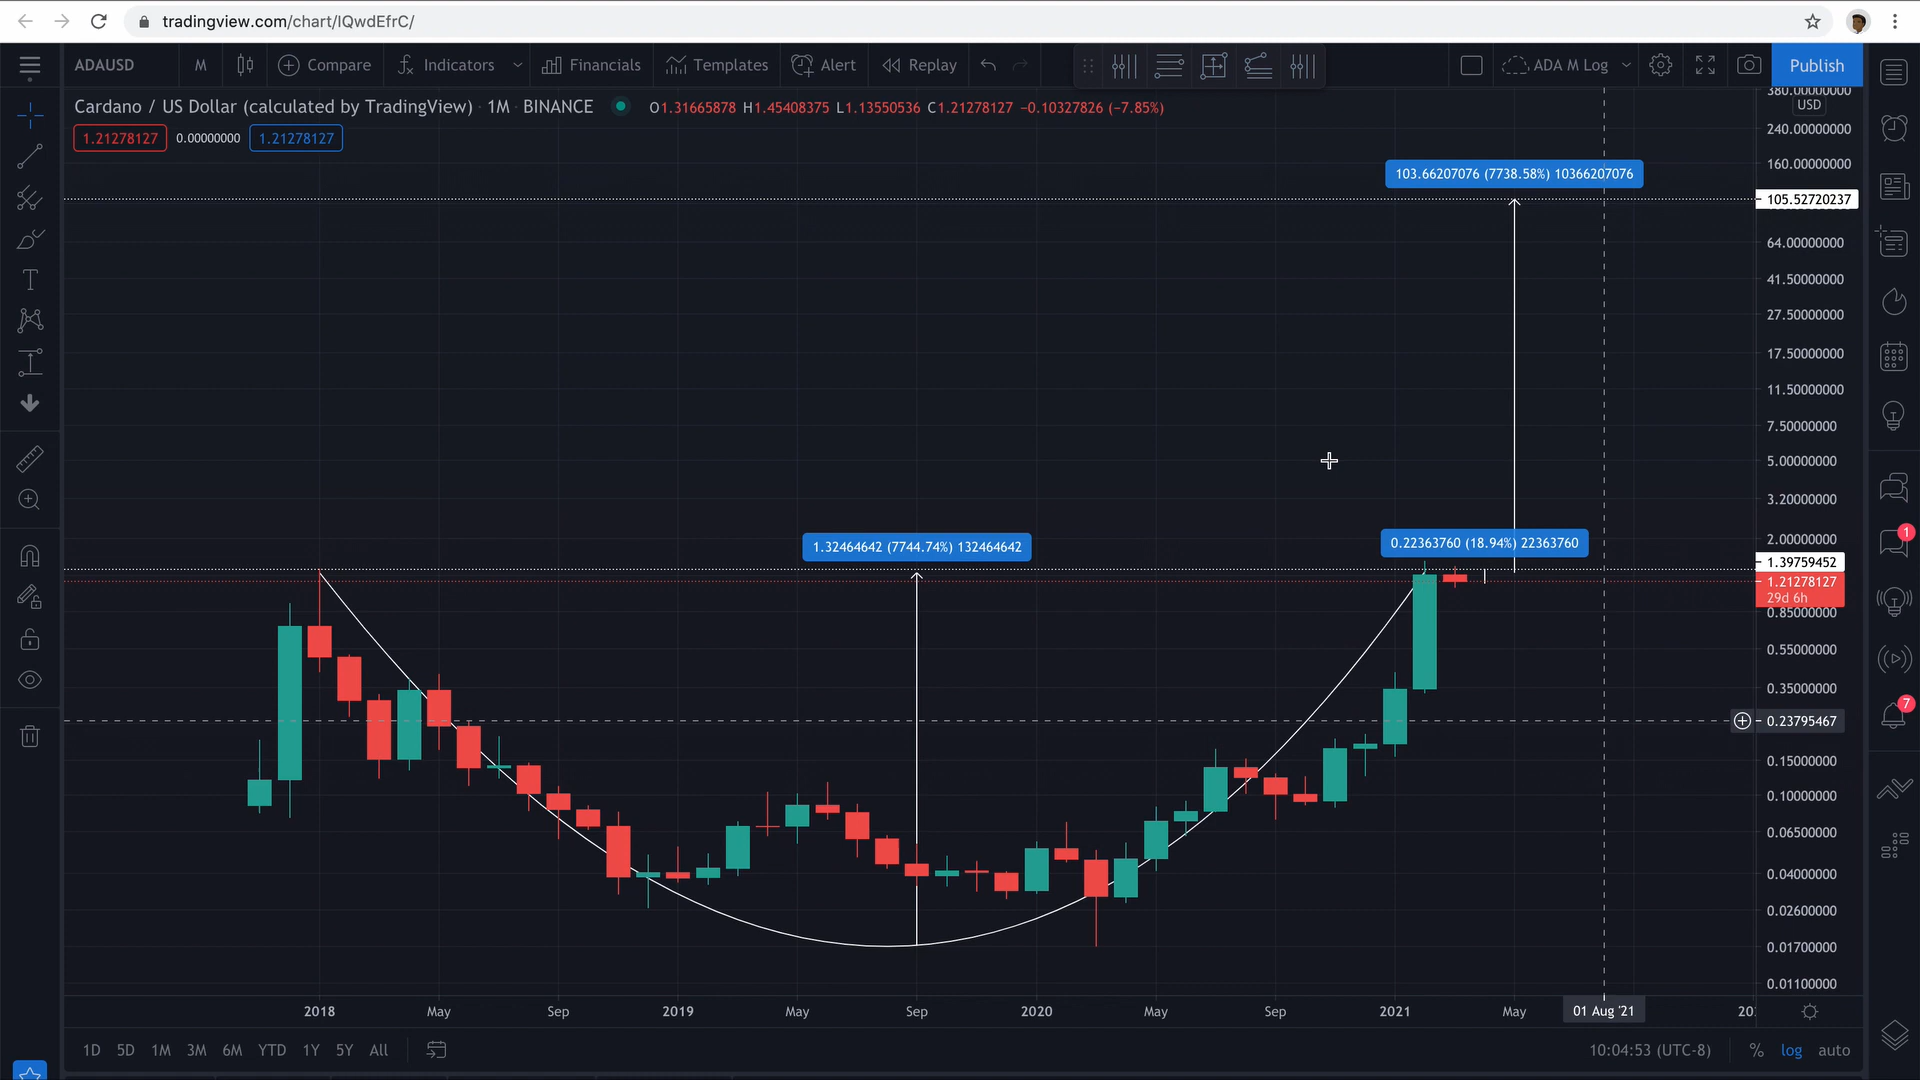 tradingview.com/chart/IQwdEfrC/
ADAUSD M Compare Indicators Financials Templates Alert Replay ADA M Log Publish
Cardano / US Dollar (calculated by TradingView) · 1M · BINANCE O1.31665878 H1.45408375 L1.13550536 C1.21278127 −0.10327826 (−7.85%)
1.21278127 0.00000000 1.21278127
380.00000000
USD
240.00000000
160.00000000
103.66207076 (7738.58%) 10366207076
105.52720237
64.00000000
41.50000000
27.50000000
17.50000000
11.50000000
7.50000000
5.00000000
3.20000000
2.00000000
1.32464642 (7744.74%) 132464642
0.22363760 (18.94%) 22363760
1.39759452
1.21278127
29d 6h
0.85000000
0.55000000
0.35000000
0.23795467
0.15000000
0.10000000
0.06500000
0.04000000
0.02600000
0.01700000
0.01100000
1
7
2018 May Sep 2019 May Sep 2020 May Sep 2021 May 01 Aug '21 20
1D 5D 1M 3M 6M YTD 1Y 5Y All 10:04:53 (UTC-8) % log auto